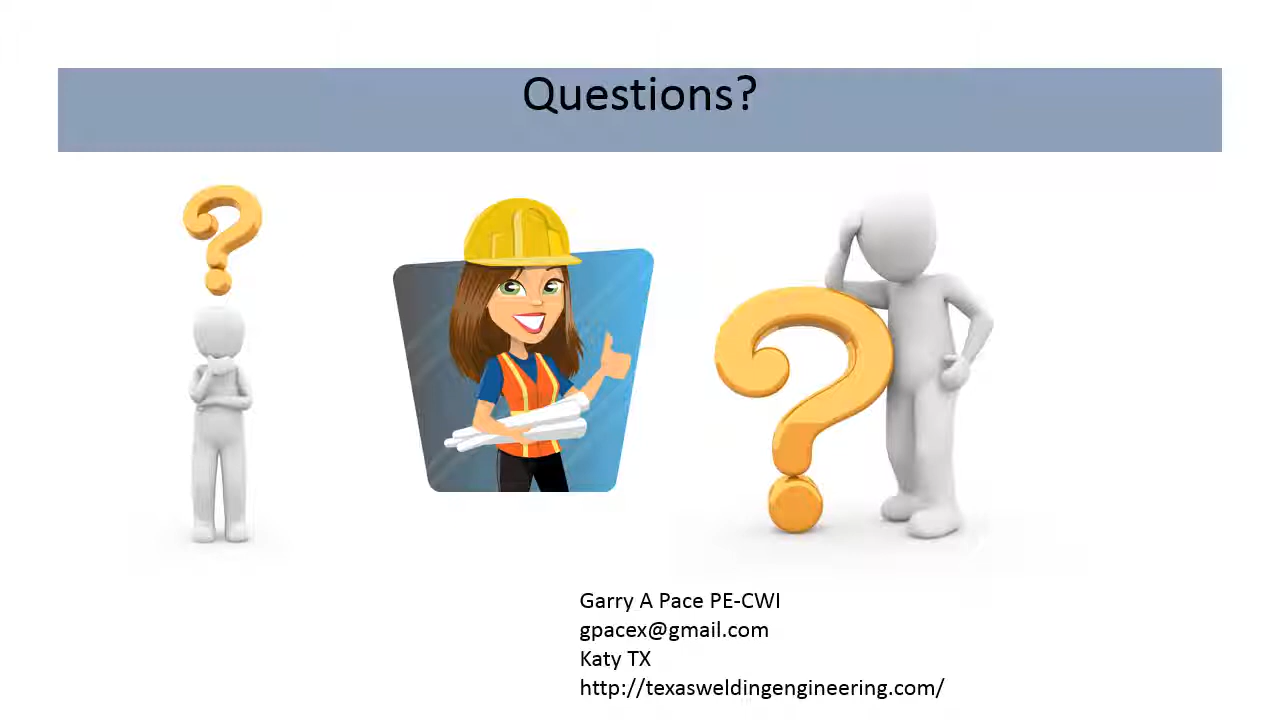 Questions?
Garry A Pace PE-CWI
gpacex@gmail.com
Katy TX
http://texasweldingengineering.com/